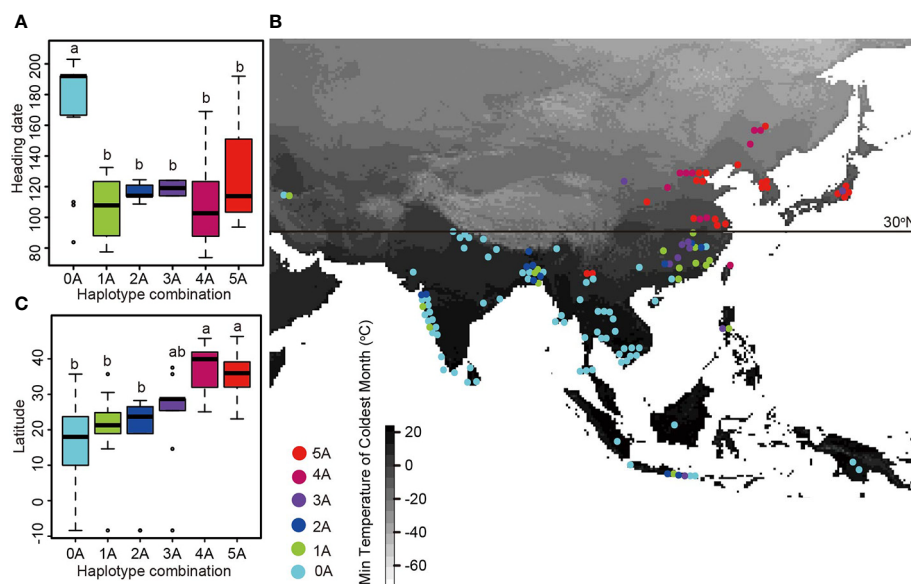 A
B
a
b
b
b
b
b
Heading date
200
180
160
140
120
100
80
0A 1A 2A 3A 4A 5A
Haplotype combination
30ºN
C
b
b
b
ab
a
a
Latitude
40
30
20
10
0
-10
0A 1A 2A 3A 4A 5A
Haplotype combination
5A
4A
3A
2A
1A
0A
Min Temperature of Coldest Month (ºC)
20
0
-20
-40
-60